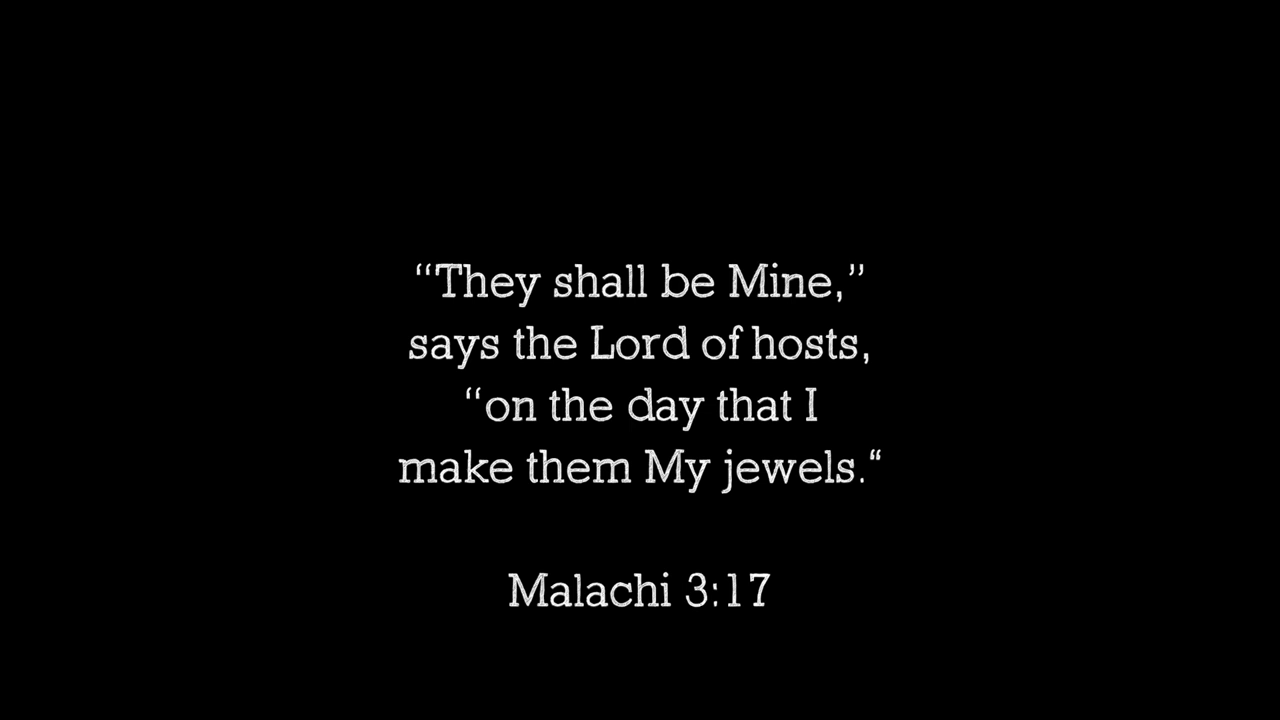 “They shall be Mine,”
says the Lord of hosts,
“on the day that I
make them My jewels.“
Malachi 3:17